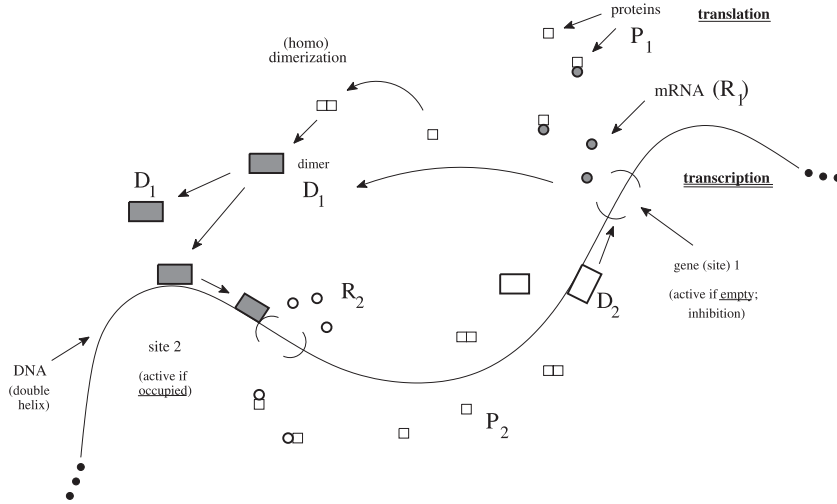 proteins
translation
P1
(homo)
dimerization
mRNA (R1)
dimer
D1
D1
transcription
gene (site) 1
(active if empty;
inhibition)
R2
D2
site 2
(active if
occupied)
DNA
(double
helix)
P2